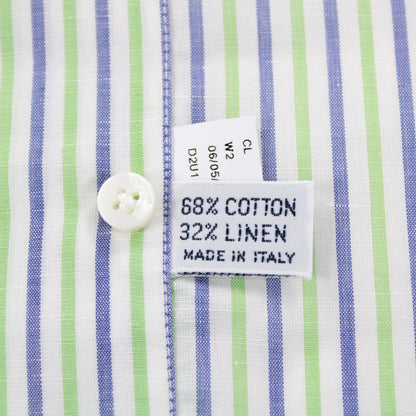 CL
W2
06/05/
D2U1
68% COTTON
32% LINEN
MADE IN ITALY